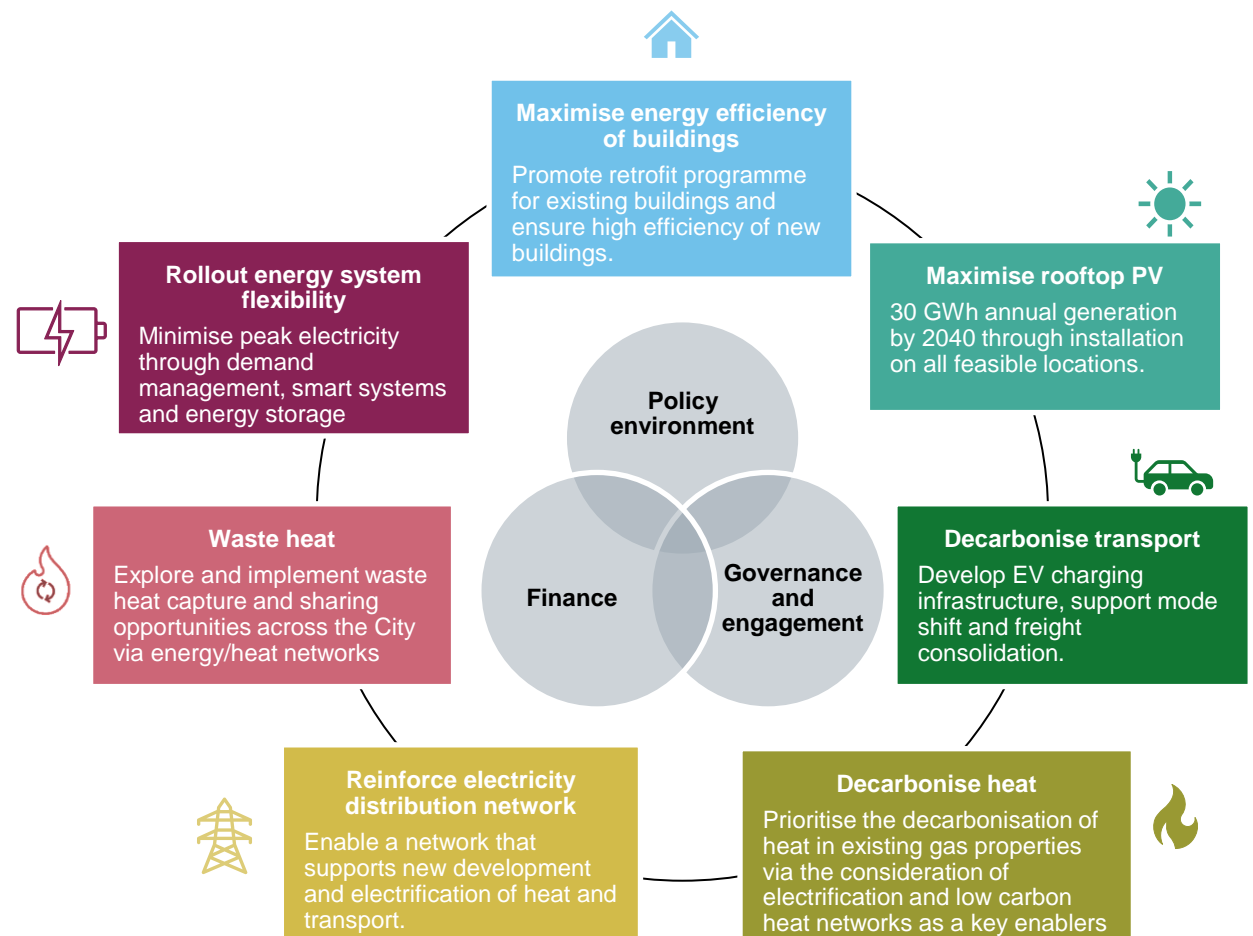 Maximise energy efficiency
of buildings
Promote retrofit programme
for existing buildings and
ensure high efficiency of new
buildings.
Maximise rooftop PV
30 GWh annual generation
by 2040 through installation
on all feasible locations.
Decarbonise transport
Develop EV charging
infrastructure, support mode
shift and freight
consolidation.
Decarbonise heat
Prioritise the decarbonisation of
heat in existing gas properties
via the consideration of
electrification and low carbon
heat networks as a key enablers
Reinforce electricity
distribution network
Enable a network that
supports new development
and electrification of heat and
transport.
Waste heat
Explore and implement waste
heat capture and sharing
opportunities across the City
via energy/heat networks
Rollout energy system
flexibility
Minimise peak electricity
through demand
management, smart systems
and energy storage
Policy
environment
Finance
Governance
and
engagement